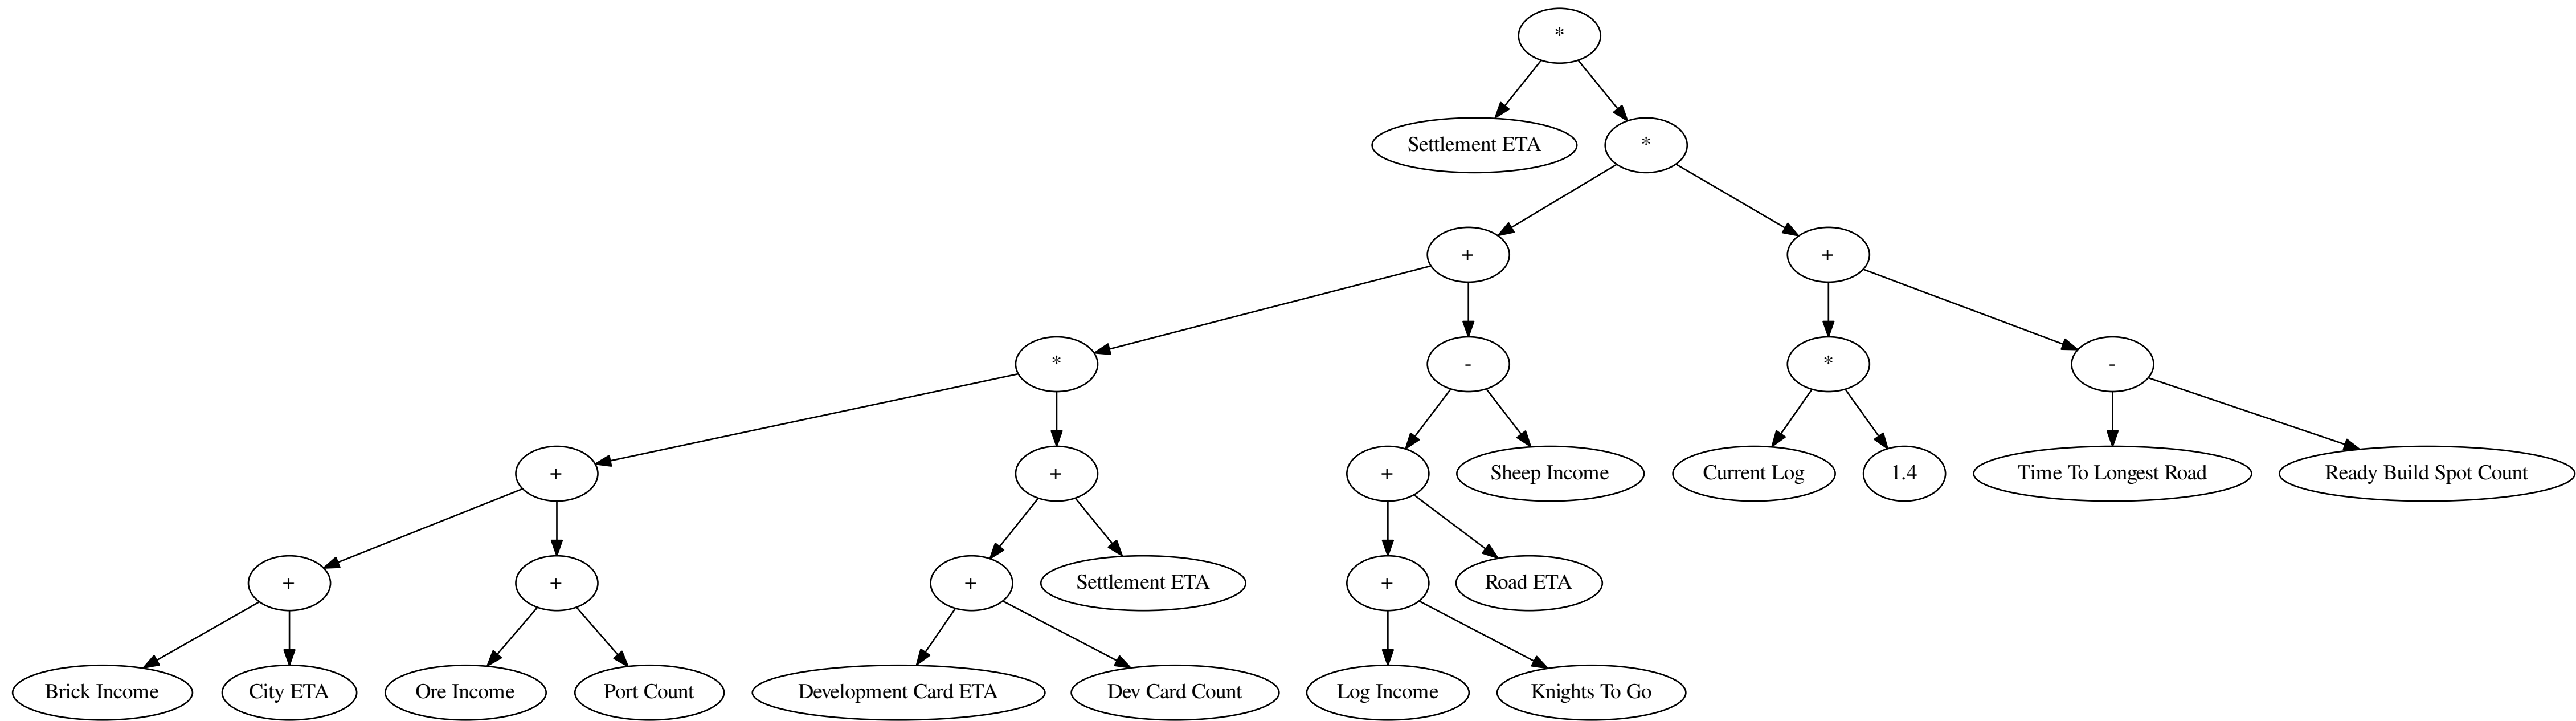 *
Settlement ETA
*
+
+
*
-
*
-
+
+
+
Sheep Income
Current Log
1.4
Time To Longest Road
Ready Build Spot Count
+
+
+
Settlement ETA
+
Road ETA
Brick Income
City ETA
Ore Income
Port Count
Development Card ETA
Dev Card Count
Log Income
Knights To Go